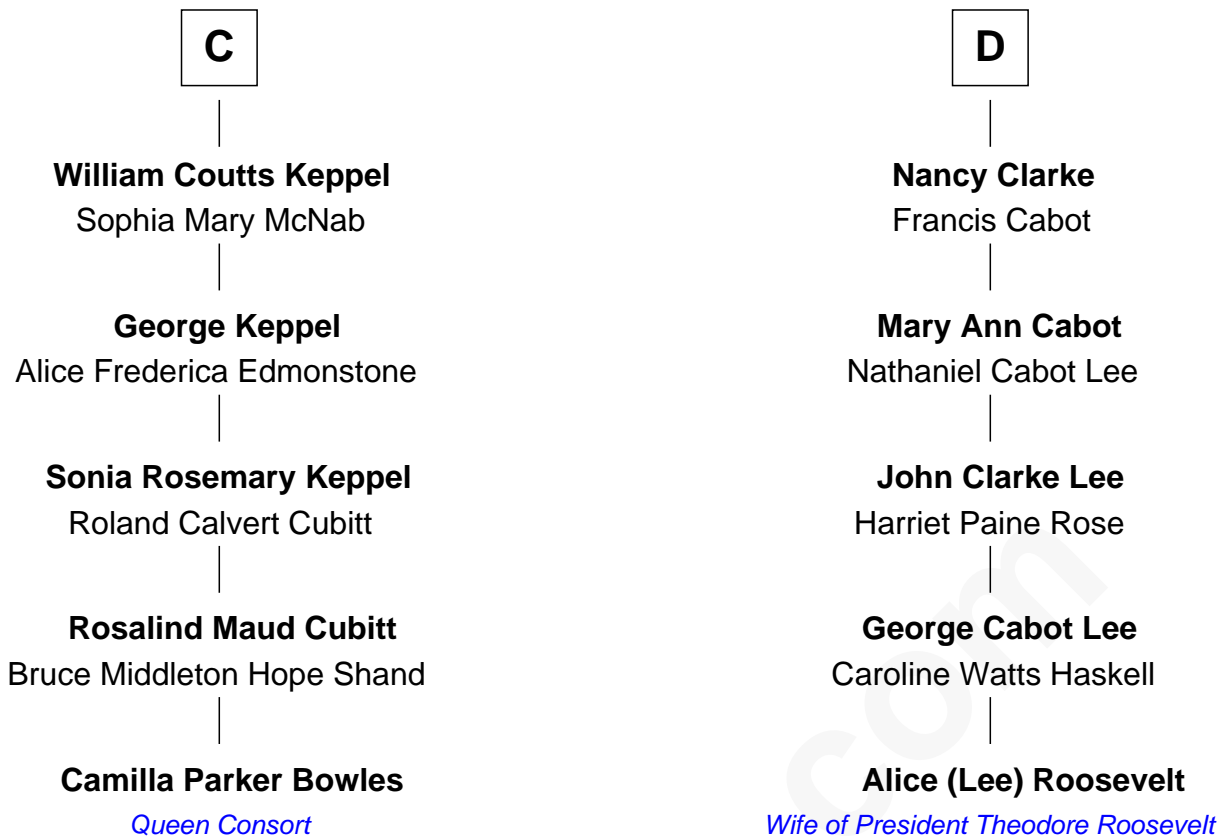 C
William Coutts Keppel
Sophia Mary McNab
George Keppel
Alice Frederica Edmonstone
Sonia Rosemary Keppel
Roland Calvert Cubitt
Rosalind Maud Cubitt
Bruce Middleton Hope Shand
Camilla Parker Bowles
Queen Consort
D
Nancy Clarke
Francis Cabot
Mary Ann Cabot
Nathaniel Cabot Lee
John Clarke Lee
Harriet Paine Rose
George Cabot Lee
Caroline Watts Haskell
Alice (Lee) Roosevelt
Wife of President Theodore Roosevelt
com